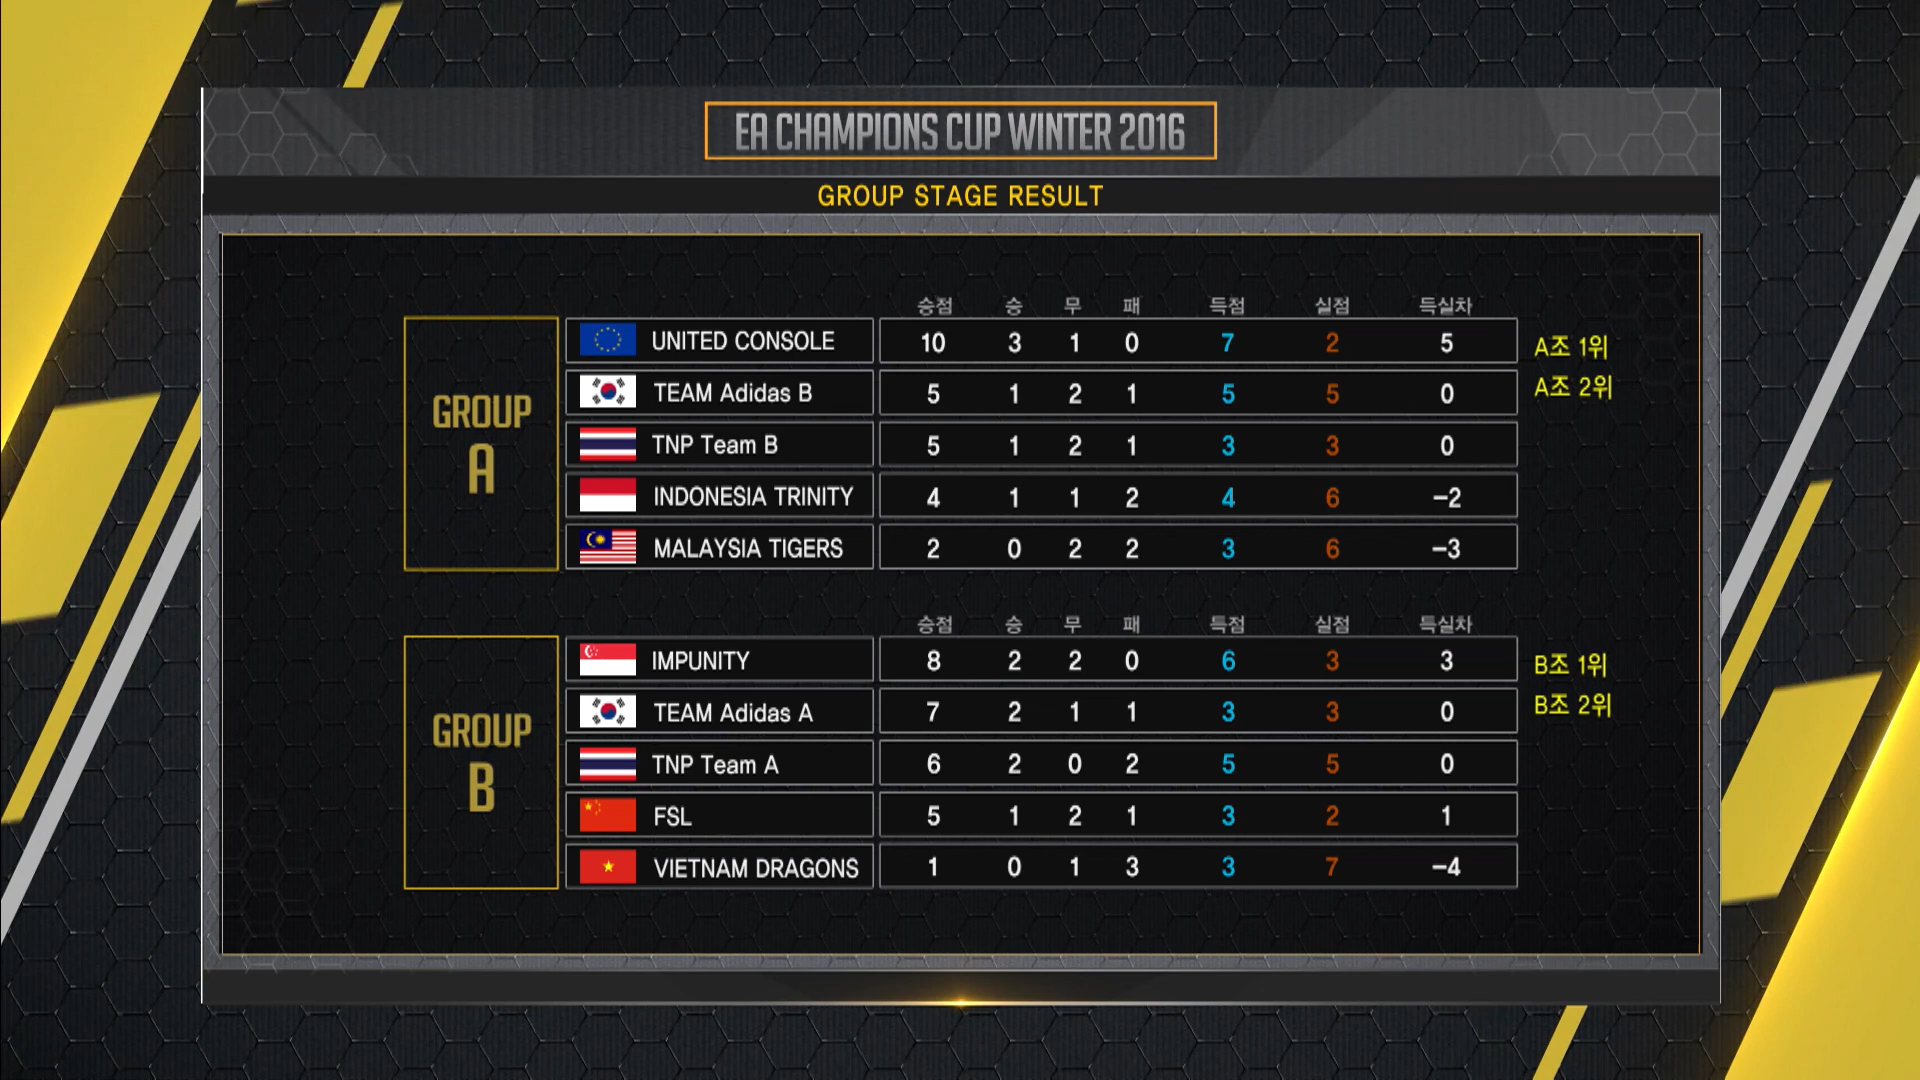 EA CHAMPIONS CUP WINTER 2016
GROUP STAGE RESULT
승점 승 무 패 득점 실점 득실차
GROUP A
UNITED CONSOLE 10 3 1 0 7 2 5 A조 1위
TEAM Adidas B 5 1 2 1 5 5 0 A조 2위
TNP Team B 5 1 2 1 3 3 0
INDONESIA TRINITY 4 1 1 2 4 6 -2
MALAYSIA TIGERS 2 0 2 2 3 6 -3
승점 승 무 패 득점 실점 득실차
GROUP B
IMPUNITY 8 2 2 0 6 3 3 B조 1위
TEAM Adidas A 7 2 1 1 3 3 0 B조 2위
TNP Team A 6 2 0 2 5 5 0
FSL 5 1 2 1 3 2 1
VIETNAM DRAGONS 1 0 1 3 3 7 -4